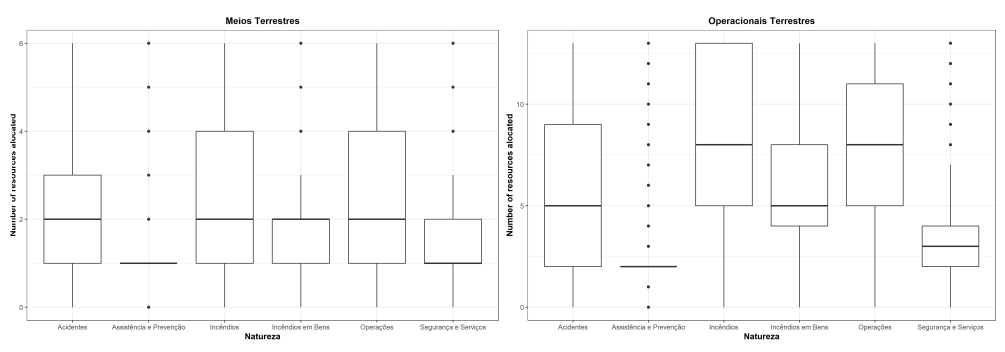 Meios Terrestres
Number of resources alocated
6
4
2
0
Acidentes
Assistência e Prevenção
Incêndios
Incêndios em Bens
Operações
Segurança e Serviços
Natureza
Operacionais Terrestres
Number of resources alocated
10
5
0
Acidentes
Assistência e Prevenção
Incêndios
Incêndios em Bens
Operações
Segurança e Serviços
Natureza